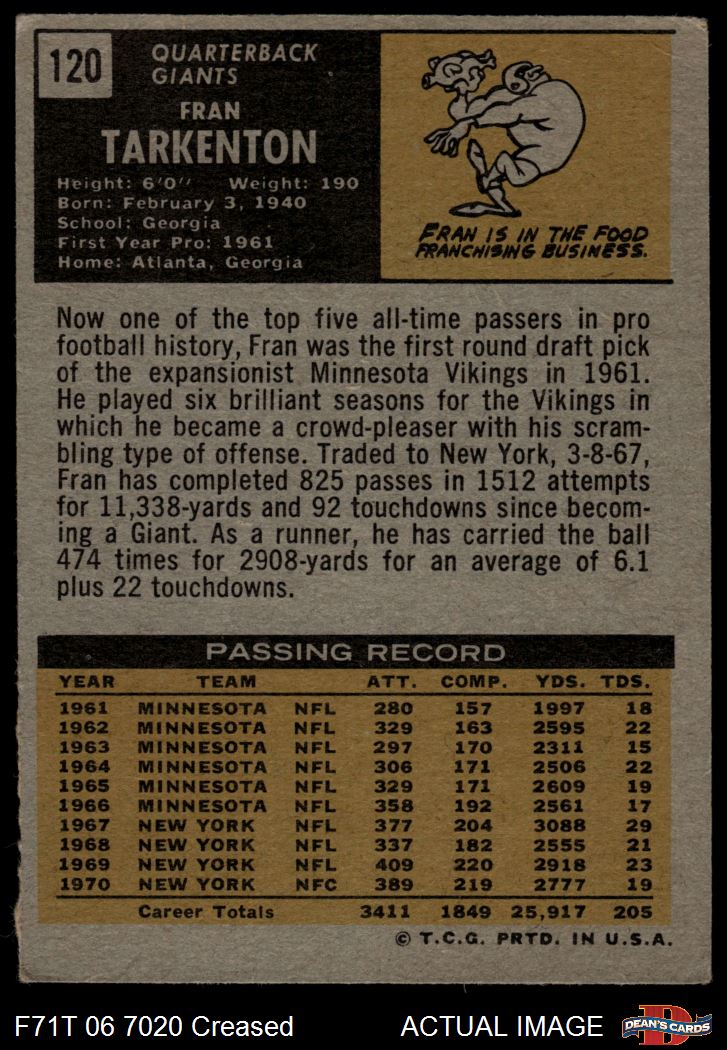 120
QUARTERBACK
GIANTS
FRAN
TARKENTON
Height: 6'0'' Weight: 190
Born: February 3, 1940
School: Georgia
First Year Pro: 1961
Home: Atlanta, Georgia
FRAN IS IN THE FOOD
FRANCHISING BUSINESS.
Now one of the top five all-time passers in pro
football history, Fran was the first round draft pick
of the expansionist Minnesota Vikings in 1961.
He played six brilliant seasons for the Vikings in
which he became a crowd-pleaser with his scram-
bling type of offense. Traded to New York, 3-8-67,
Fran has completed 825 passes in 1512 attempts
for 11,338-yards and 92 touchdowns since becom-
ing a Giant. As a runner, he has carried the ball
474 times for 2908-yards for an average of 6.1
plus 22 touchdowns.
PASSING RECORD
YEAR TEAM ATT. COMP. YDS. TDS.
1961 MINNESOTA NFL 280 157 1997 18
1962 MINNESOTA NFL 329 163 2595 22
1963 MINNESOTA NFL 297 170 2311 15
1964 MINNESOTA NFL 306 171 2506 22
1965 MINNESOTA NFL 329 171 2609 19
1966 MINNESOTA NFL 358 192 2561 17
1967 NEW YORK NFL 377 204 3088 29
1968 NEW YORK NFL 337 182 2555 21
1969 NEW YORK NFL 409 220 2918 23
1970 NEW YORK NFC 389 219 2777 19
Career Totals 3411 1849 25,917 205
© T.C.G. PRTD. IN U.S.A.
F71T 06 7020 Creased ACTUAL IMAGE
D
DEAN'S CARDS